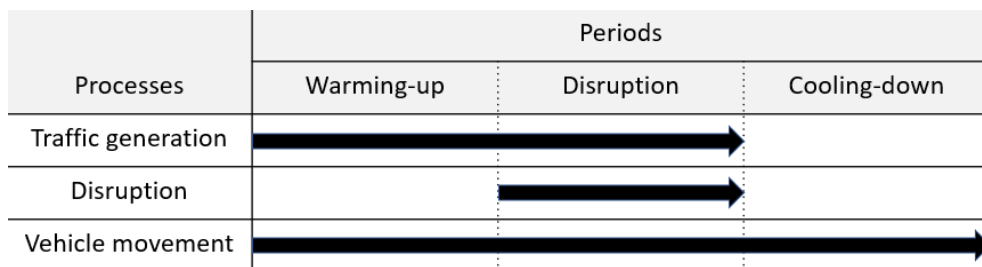 Periods
Processes Warming-up Disruption Cooling-down
Traffic generation
Disruption
Vehicle movement